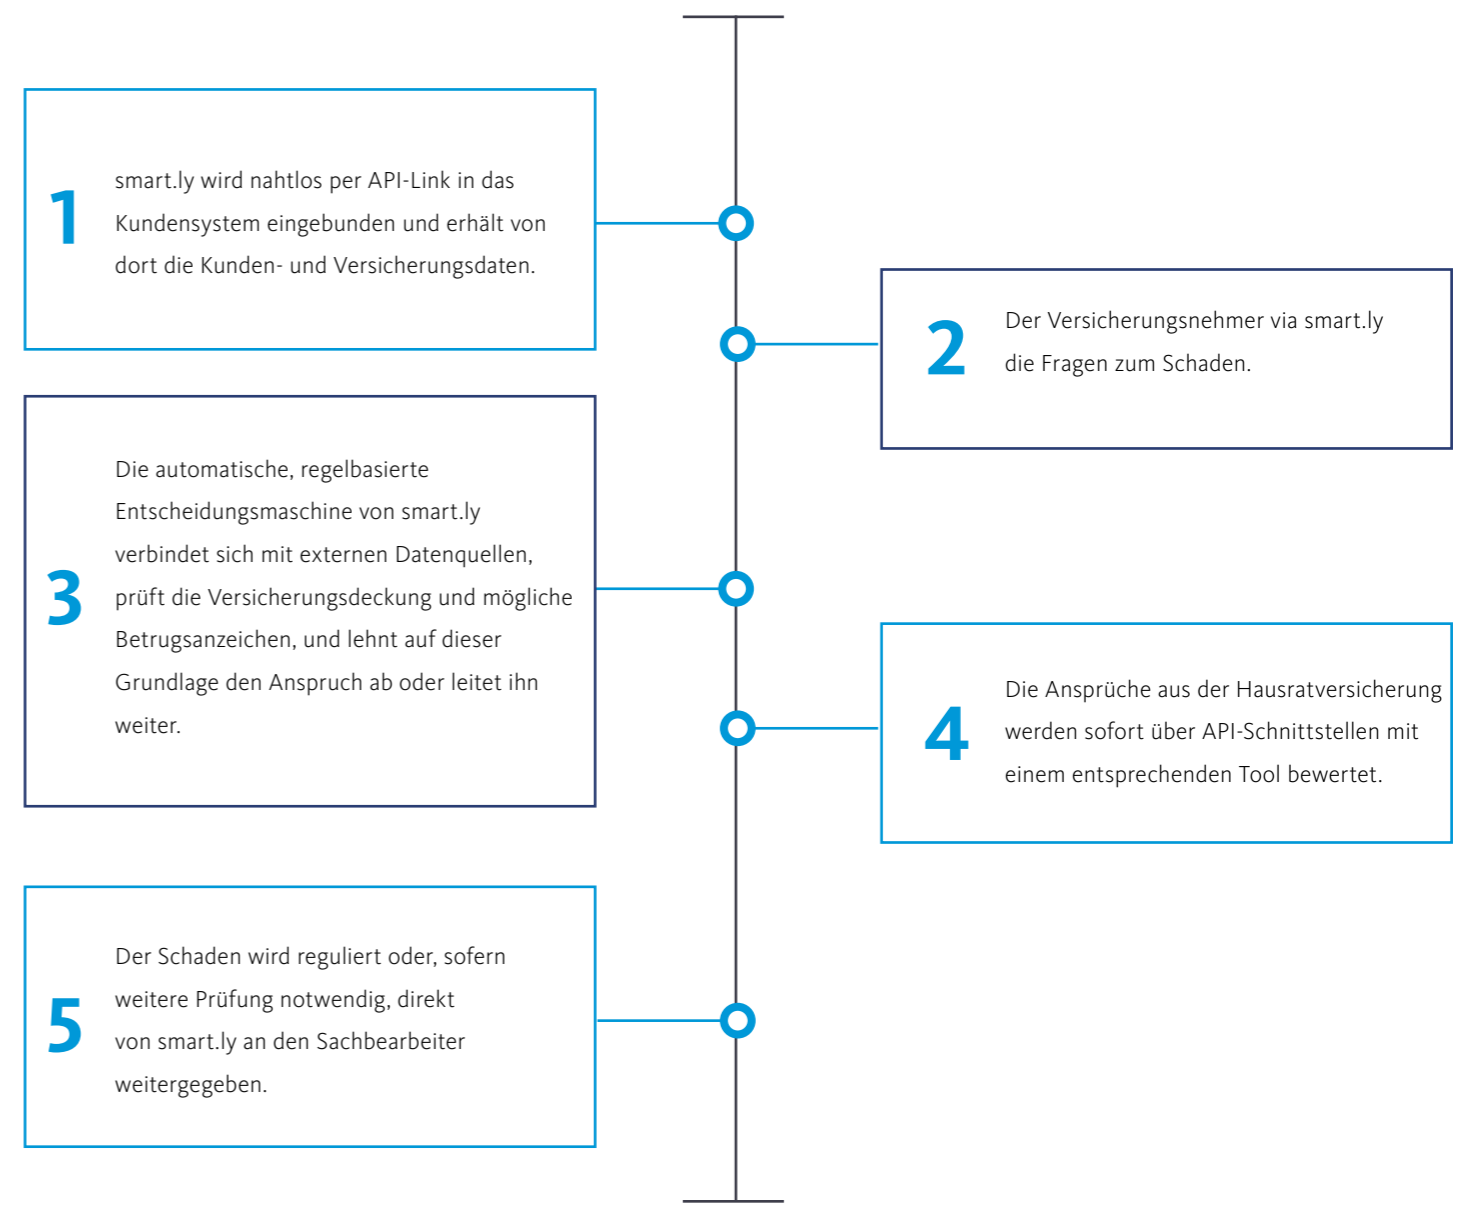 1
smart.ly wird nahtlos per API-Link in das
Kundensystem eingebunden und erhält von
dort die Kunden- und Versicherungsdaten.
2
Der Versicherungsnehmer via smart.ly
die Fragen zum Schaden.
3
Die automatische, regelbasierte
Entscheidungsmaschine von smart.ly
verbindet sich mit externen Datenquellen,
prüft die Versicherungsdeckung und mögliche
Betrugsanzeichen, und lehnt auf dieser
Grundlage den Anspruch ab oder leitet ihn
weiter.
4
Die Ansprüche aus der Hausratversicherung
werden sofort über API-Schnittstellen mit
einem entsprechenden Tool bewertet.
5
Der Schaden wird reguliert oder, sofern
weitere Prüfung notwendig, direkt
von smart.ly an den Sachbearbeiter
weitergegeben.